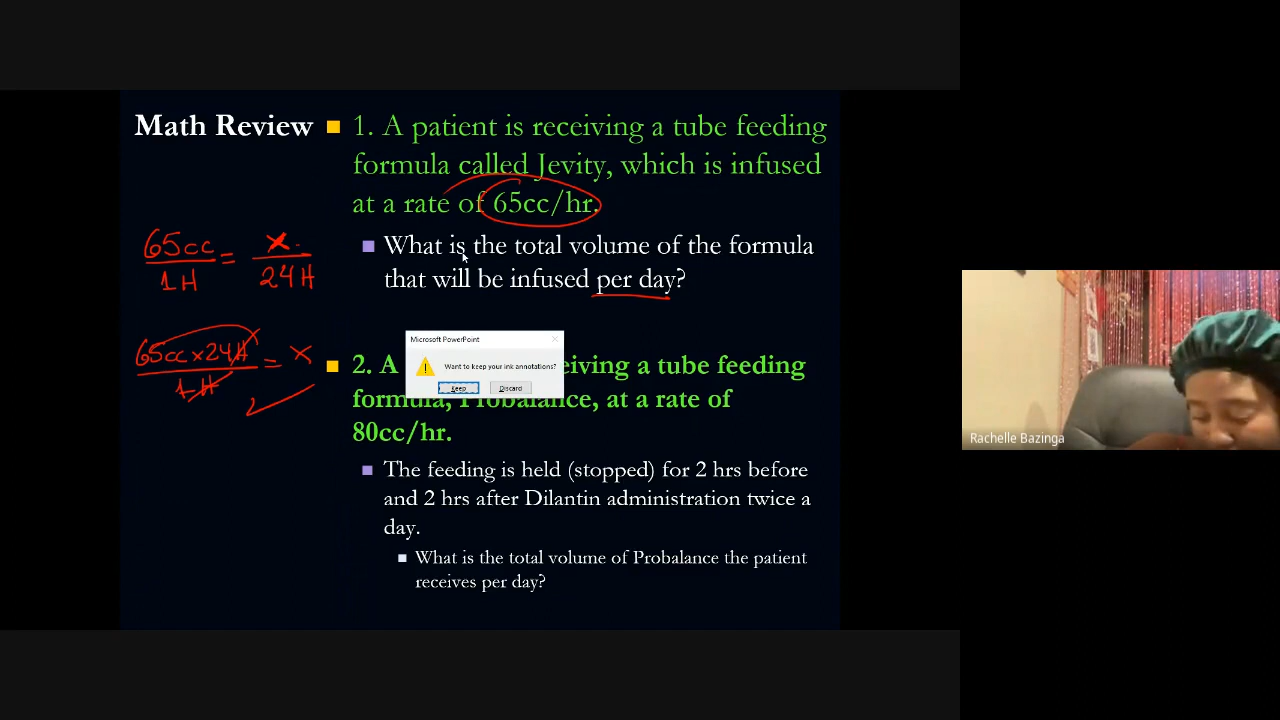 Math Review
1. A patient is receiving a tube feeding
formula called Jevity, which is infused
at a rate of 65cc/hr.
What is the total volume of the formula
that will be infused per day?
65cc = X
1H 24H
65cc x 24H = X
1H
Microsoft PowerPoint
Want to keep your ink annotations?
Keep Discard
2. A eiving a tube feeding
formula, Probalance, at a rate of
80cc/hr.
The feeding is held (stopped) for 2 hrs before
and 2 hrs after Dilantin administration twice a
day.
What is the total volume of Probalance the patient
receives per day?
Rachelle Bazinga